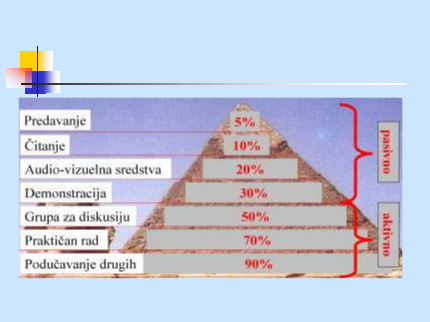 Predavanje 5%
Čitanje 10%
Audio-vizuelna sredstva 20%
Demonstracija 30%
pasivno
Grupa za diskusiju 50%
Praktičan rad 70%
Podučavanje drugih 90%
aktivno